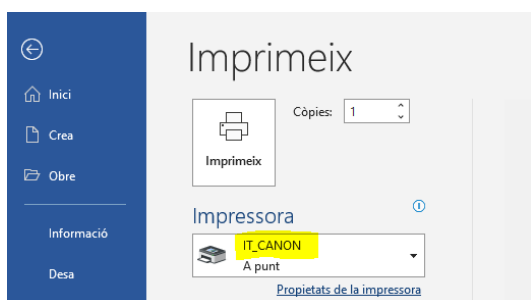 Imprimeix
Inici
Crea
Obre
Informació
Desa
Còpies: 1
Imprimeix
Impressora
IT_CANON
A punt
Propietats de la impressora